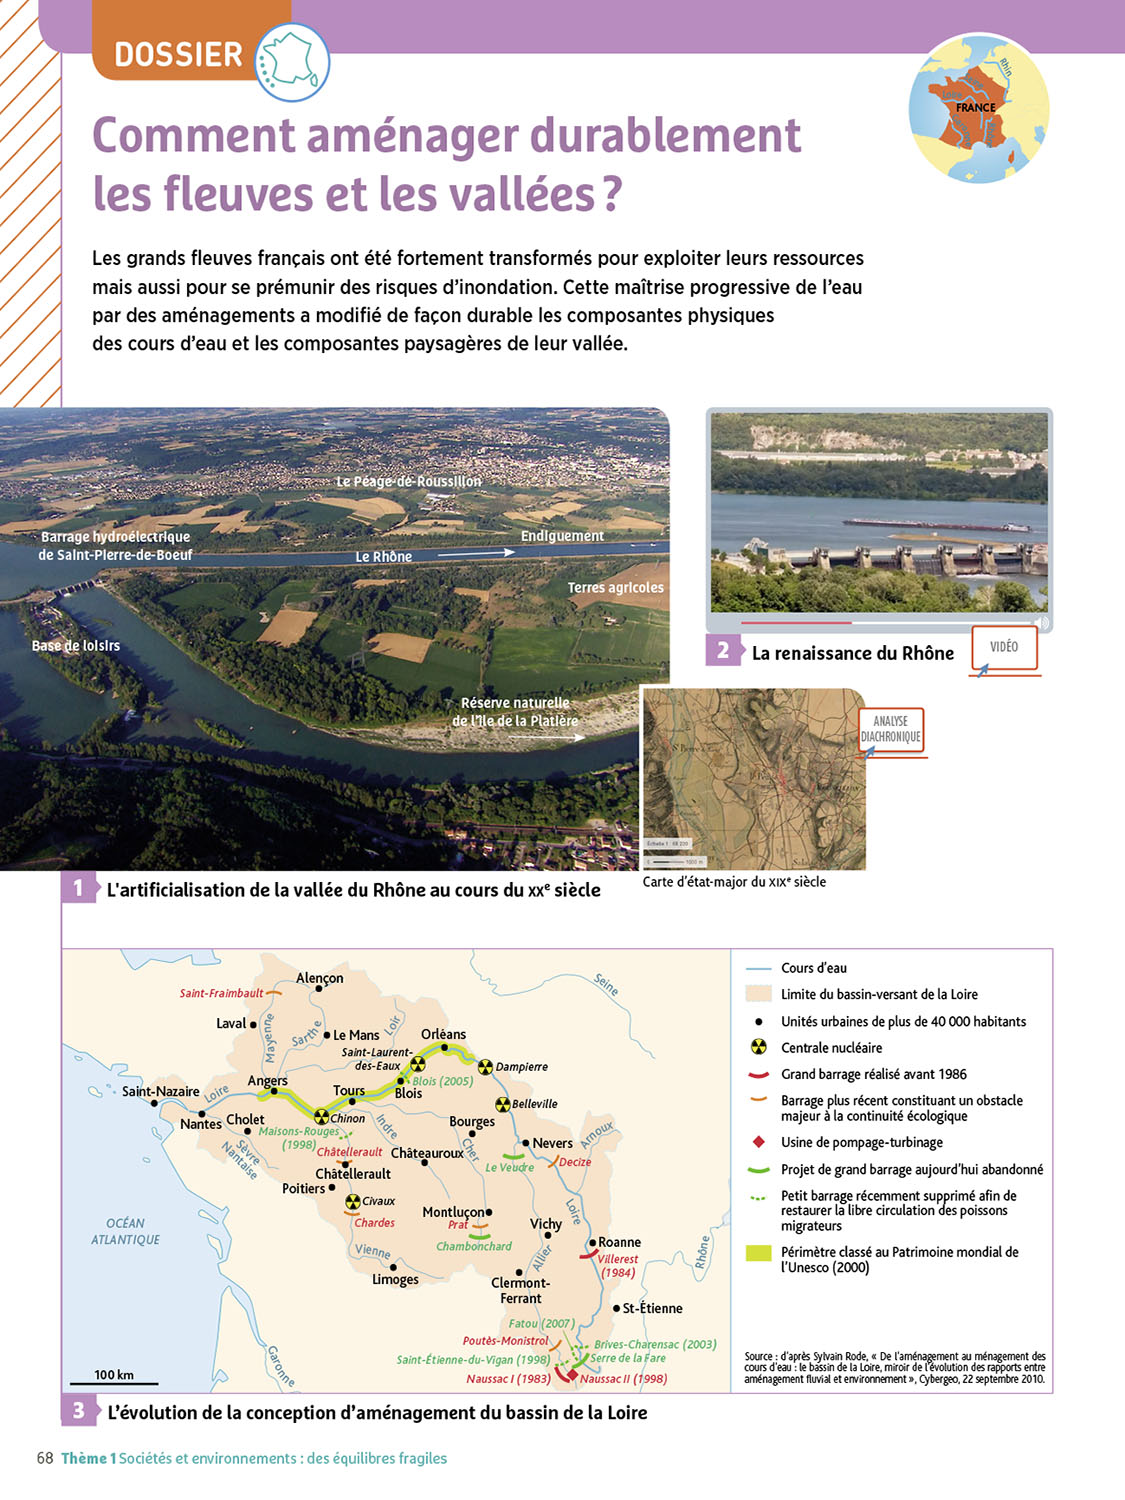 DOSSIER
Rhin
Loire
FRANCE
Comment aménager durablement
les fleuves et les vallées ?
Les grands fleuves français ont été fortement transformés pour exploiter leurs ressources
mais aussi pour se prémunir des risques d'inondation. Cette maîtrise progressive de l'eau
par des aménagements a modifié de façon durable les composantes physiques
des cours d'eau et les composantes paysagères de leur vallée.
Le Péage-de-Roussillon
Barrage hydroélectrique
de Saint-Pierre-de-Boeuf
Endiguement
Le Rhône
Terres agricoles
Base de loisirs
Réserve naturelle
de l'île de la Platière
2 La renaissance du Rhône
VIDÉO
ANALYSE
DIACHRONIQUE
Carte d'état-major du XIXe siècle
1 L'artificialisation de la vallée du Rhône au cours du XXe siècle
Alençon
Saint-Fraimbault
Seine
Laval
Mayenne
Sarthe
Le Mans
Loir
Orléans
Saint-Laurent-
des-Eaux
Dampierre
Blois (2005)
Angers
Tours
Blois
Saint-Nazaire
Loire
Belleville
Nantes
Cholet
Chinon
Maisons-Rouges
(1998)
Indre
Bourges
Cher
Nevers
Arnoux
Sèvre
Nantaise
Châtellerault
Châteauroux
Le Veudre
Decize
Châtellerault
Poitiers
Civaux
Chardes
Montluçon
Prat
Chambonchard
Vichy
Loire
Roanne
Rhône
OCÉAN
ATLANTIQUE
Vienne
Allier
Villerest
(1984)
Limoges
Clermont-
Ferrant
St-Étienne
Fatou (2007)
Poutès-Monistrol
Brives-Charensac (2003)
Saint-Étienne-du-Vigan (1998)
Serre de la Fare
Garonne
Naussac I (1983)
Naussac II (1998)
100 km
Cours d'eau
Limite du bassin-versant de la Loire
Unités urbaines de plus de 40 000 habitants
Centrale nucléaire
Grand barrage réalisé avant 1986
Barrage plus récent constituant un obstacle
majeur à la continuité écologique
Usine de pompage-turbinage
Projet de grand barrage aujourd'hui abandonné
Petit barrage récemment supprimé afin de
restaurer la libre circulation des poissons
migrateurs
Périmètre classé au Patrimoine mondial de
l'Unesco (2000)
Source : d'après Sylvain Rode, « De l'aménagement au ménagement des
cours d'eau : le bassin de la Loire, miroir de l'évolution des rapports entre
aménagement fluvial et environnement », Cybergeo, 22 septembre 2010.
3 L'évolution de la conception d'aménagement du bassin de la Loire
68 Thème 1 Sociétés et environnements : des équilibres fragiles